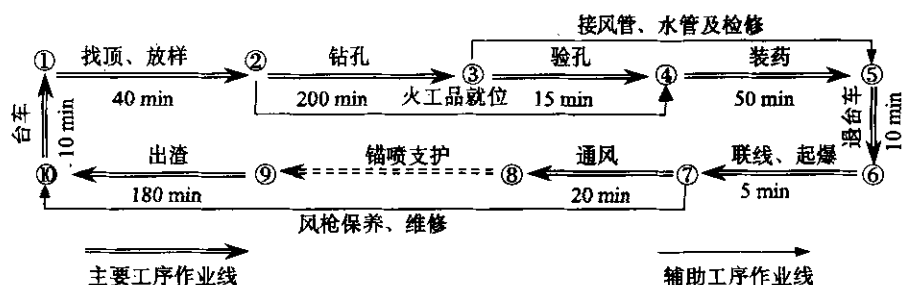 接风管、水管及检修
① 找顶、放样 ② 钻孔 ③ 验孔 ④ 装药 ⑤
40 min 200 min 火工品就位 15 min 50 min
台车 10 min 退台车 10 min
⑩ 出渣 ⑨ 锚喷支护 ⑧ 通风 ⑦ 联线、起爆 ⑥
180 min 20 min 5 min
风枪保养、维修
主要工序作业线 辅助工序作业线